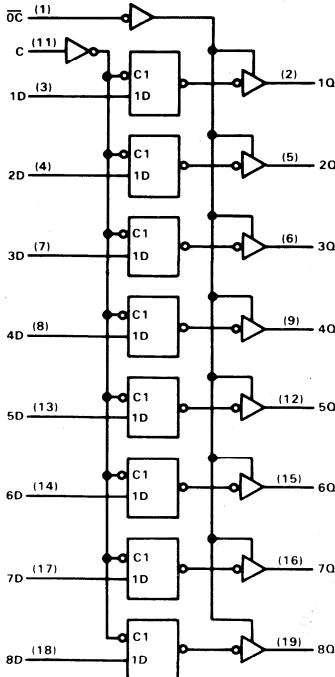 OC (1)
C (11)
C1 (2) 1Q
1D (3) 1D
C1 (5) 2Q
2D (4) 1D
C1 (6) 3Q
3D (7) 1D
C1 (9) 4Q
4D (8) 1D
C1 (12) 5Q
5D (13) 1D
C1 (15) 6Q
6D (14) 1D
C1 (16) 7Q
7D (17) 1D
C1 (19) 8Q
8D (18) 1D